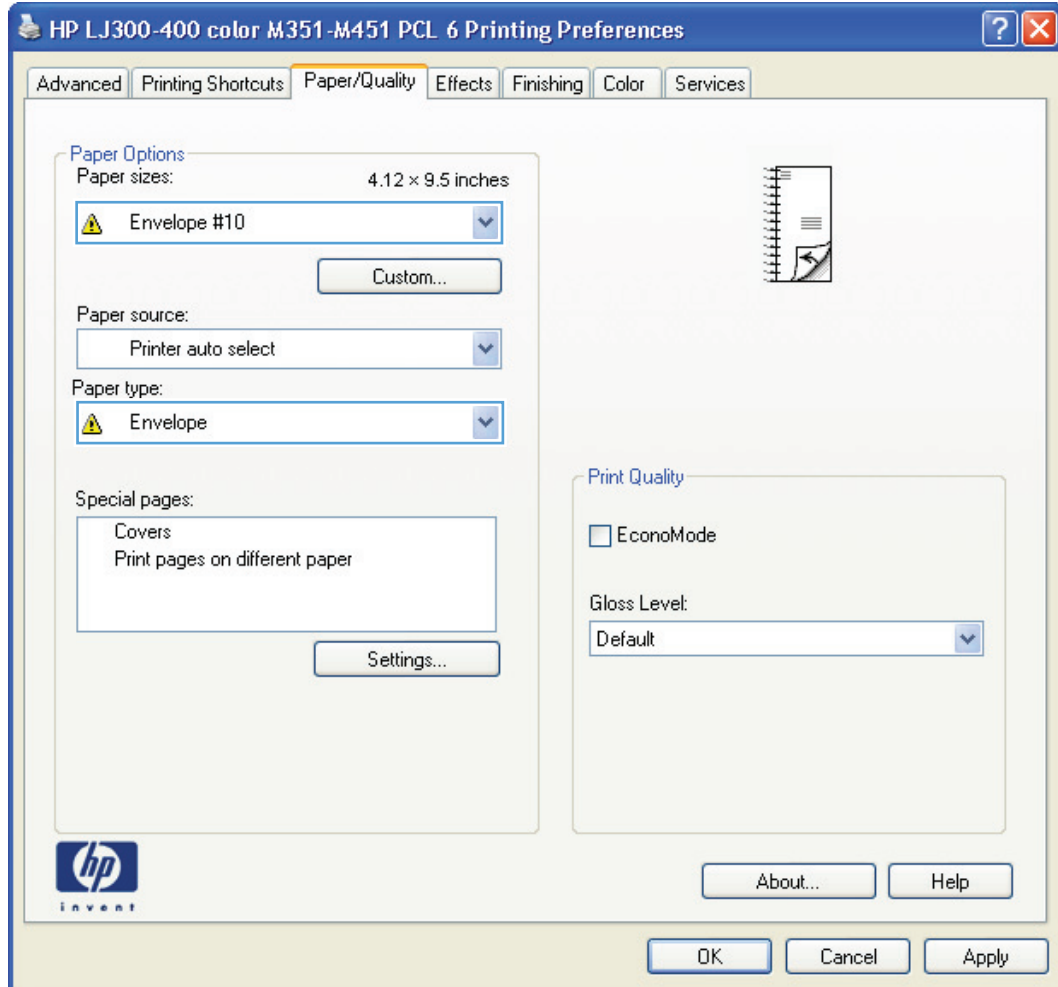 HP LJ300-400 color M351-M451 PCL 6 Printing Preferences
Advanced Printing Shortcuts Paper/Quality Effects Finishing Color Services
Paper Options
Paper sizes: 4.12 × 9.5 inches
Envelope #10
Custom...
Paper source:
Printer auto select
Paper type:
Envelope
Special pages:
Covers
Print pages on different paper
Settings...
Print Quality
EconoMode
Gloss Level:
Default
hp
invent
About... Help
OK Cancel Apply